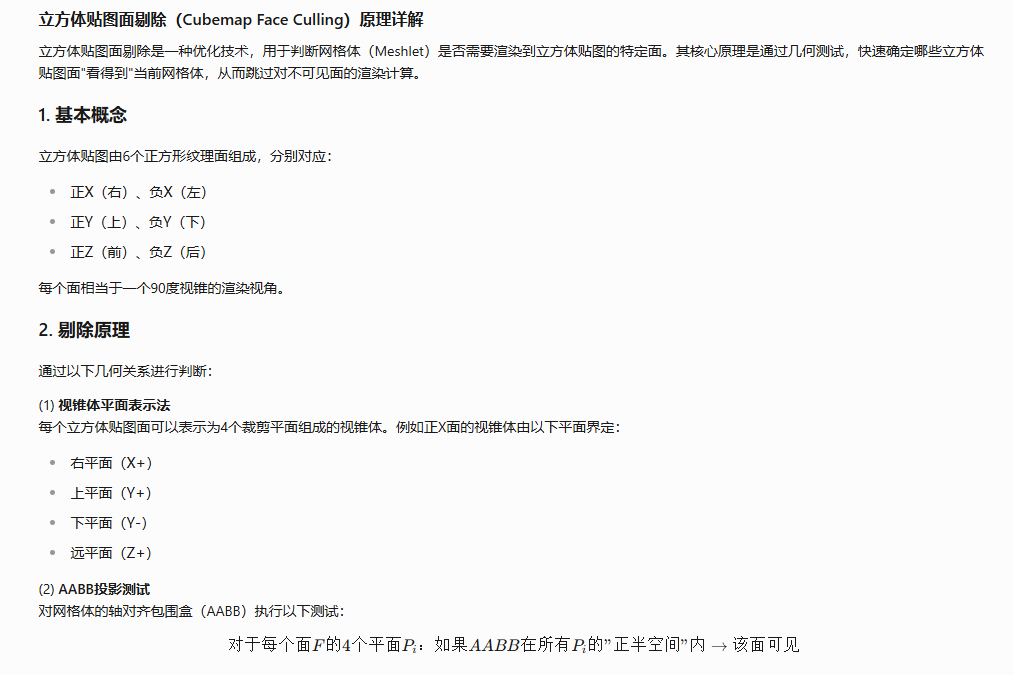 立方体贴图面剔除（Cubemap Face Culling）原理详解
立方体贴图面剔除是一种优化技术，用于判断网格体（Meshlet）是否需要渲染到立方体贴图的特定面。其核心原理是通过几何测试，快速确定哪些立方体
贴图面"看得到"当前网格体，从而跳过对不可见面的渲染计算。
1. 基本概念
立方体贴图由6个正方形纹理面组成，分别对应：
• 正X（右）、负X（左）
• 正Y（上）、负Y（下）
• 正Z（前）、负Z（后）
每个面相当于一个90度视锥的渲染视角。
2. 剔除原理
通过以下几何关系进行判断：
(1) 视锥体平面表示法
每个立方体贴图面可以表示为4个裁剪平面组成的视锥体。例如正X面的视锥体由以下平面界定：
• 右平面（X+）
• 上平面（Y+）
• 下平面（Y-）
• 远平面（Z+）
(2) AABB投影测试
对网格体的轴对齐包围盒（AABB）执行以下测试：
对于每个面F的4个平面Pᵢ：如果AABB在所有Pᵢ的”正半空间”内 → 该面可见